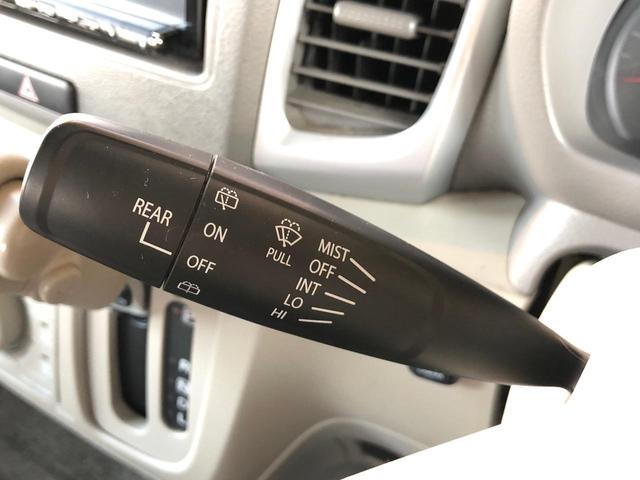 REAR
ON
OFF
PULL
MIST
OFF
INT
LO
HI